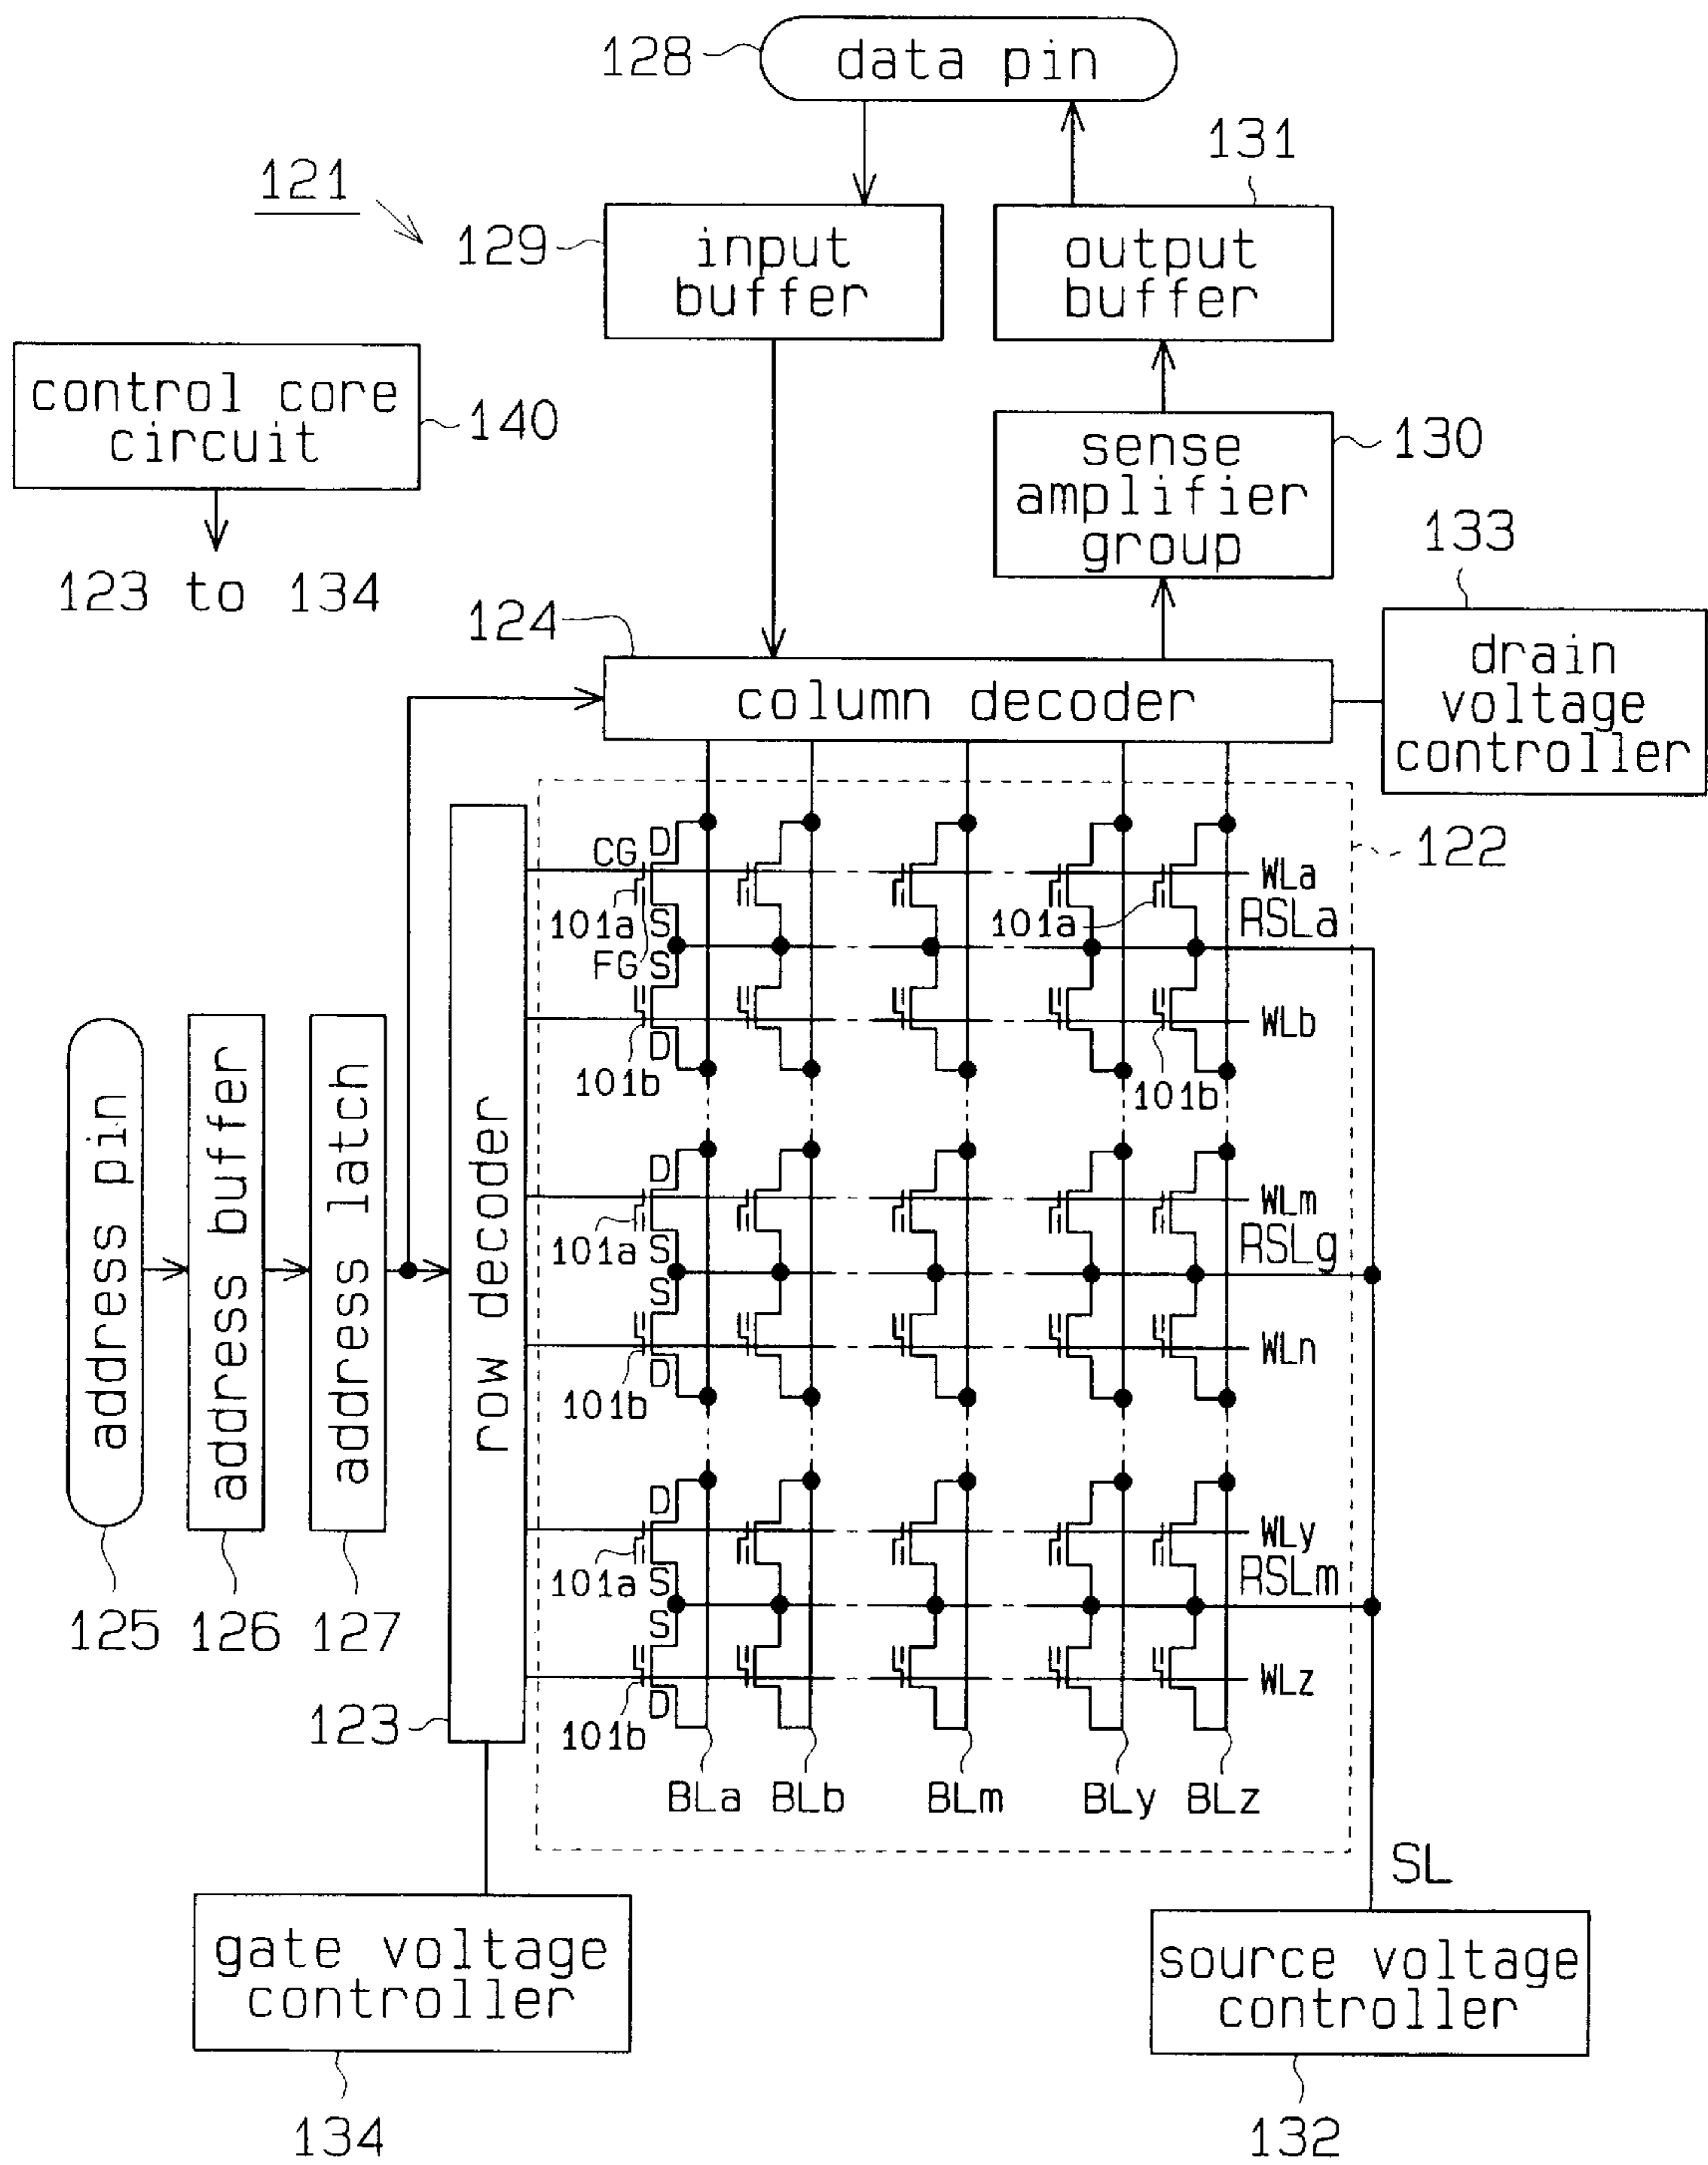 128
data pin
131
121
129
input
buffer
output
buffer
control core
circuit
140
sense
amplifier
group
130
123 to 134
133
124
column decoder
drain
voltage
controller
122
CG
D
WLa
101a
S
101a
RSLa
FG
S
WLb
101b
D
101b
address pin
address buffer
address latch
row decoder
D
WLm
101a
S
RSLg
S
WLn
101b
D
D
WLy
101a
S
RSLm
S
WLz
101b
D
125
126
127
123
BLa
BLb
BLm
BLy
BLz
SL
gate voltage
controller
source voltage
controller
134
132